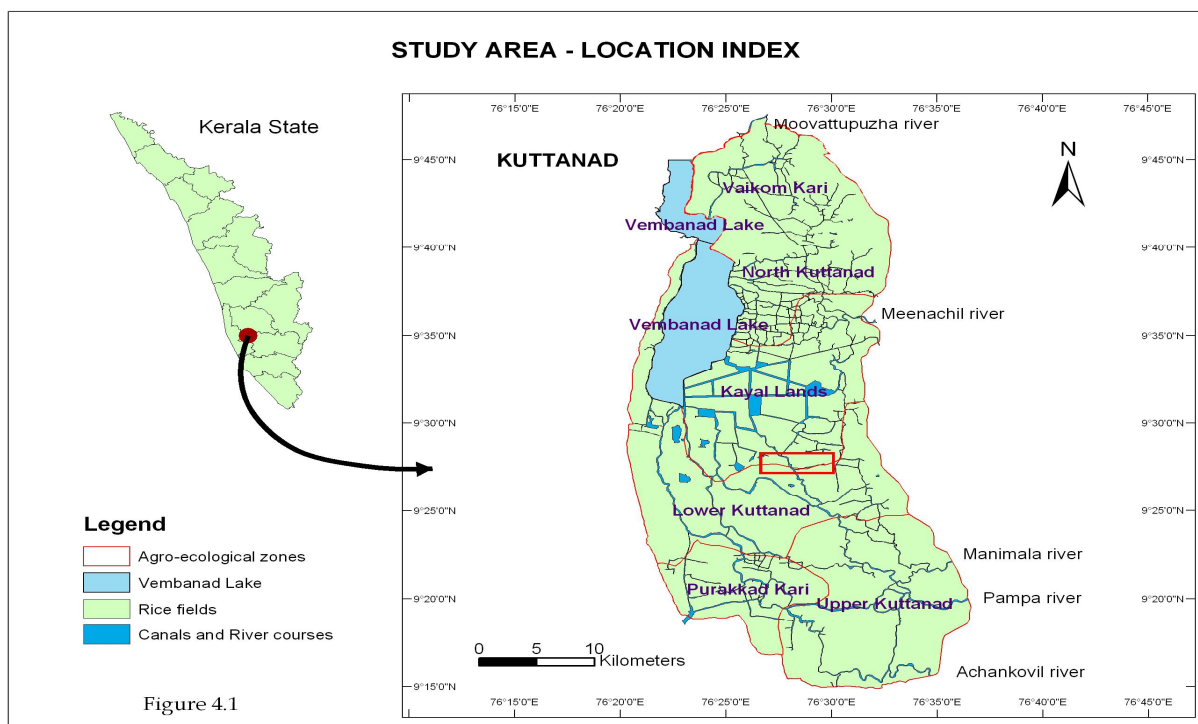 STUDY AREA - LOCATION INDEX
Kerala State
76°15'0"E 76°20'0"E 76°25'0"E 76°30'0"E 76°35'0"E 76°40'0"E 76°45'0"E
KUTTANAD
Moovattupuzha river
N
9°45'0"N 9°45'0"N
Vaikom Kari
Vembanad Lake
9°40'0"N 9°40'0"N
North Kuttanad
Meenachil river
Vembanad Lake
9°35'0"N 9°35'0"N
Kayal Lands
9°30'0"N 9°30'0"N
Lower Kuttanad
9°25'0"N 9°25'0"N
Manimala river
Purakkad Kari
Upper Kuttanad
Pampa river
9°20'0"N 9°20'0"N
Achankovil river
9°15'0"N 9°15'0"N
0 5 10
Kilometers
76°15'0"E 76°20'0"E 76°25'0"E 76°30'0"E 76°35'0"E 76°40'0"E 76°45'0"E
Legend
Agro-ecological zones
Vembanad Lake
Rice fields
Canals and River courses
Figure 4.1